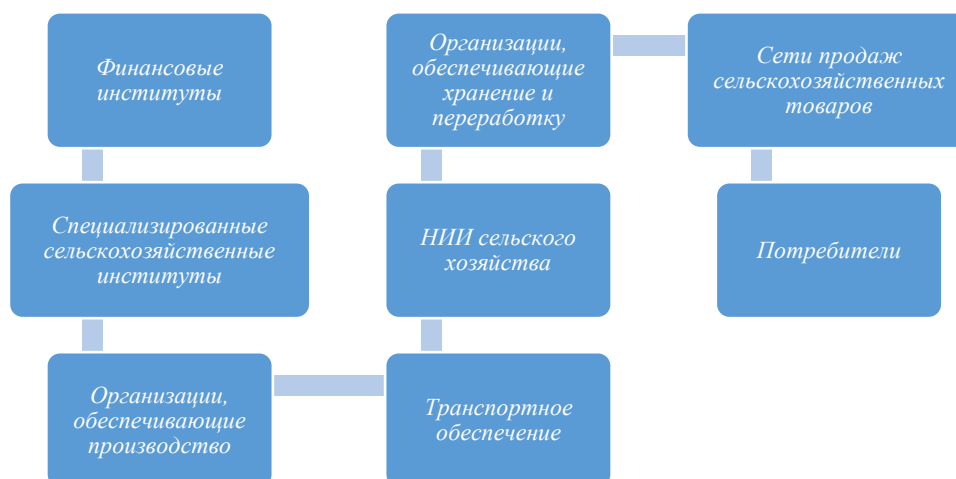 Финансовые
институты
Специализированные
сельскохозяйственные
институты
Организации,
обеспечивающие
производство
Транспортное
обеспечение
НИИ сельского
хозяйства
Организации,
обеспечивающие
хранение и
переработку
Сети продаж
сельскохозяйственных
товаров
Потребители